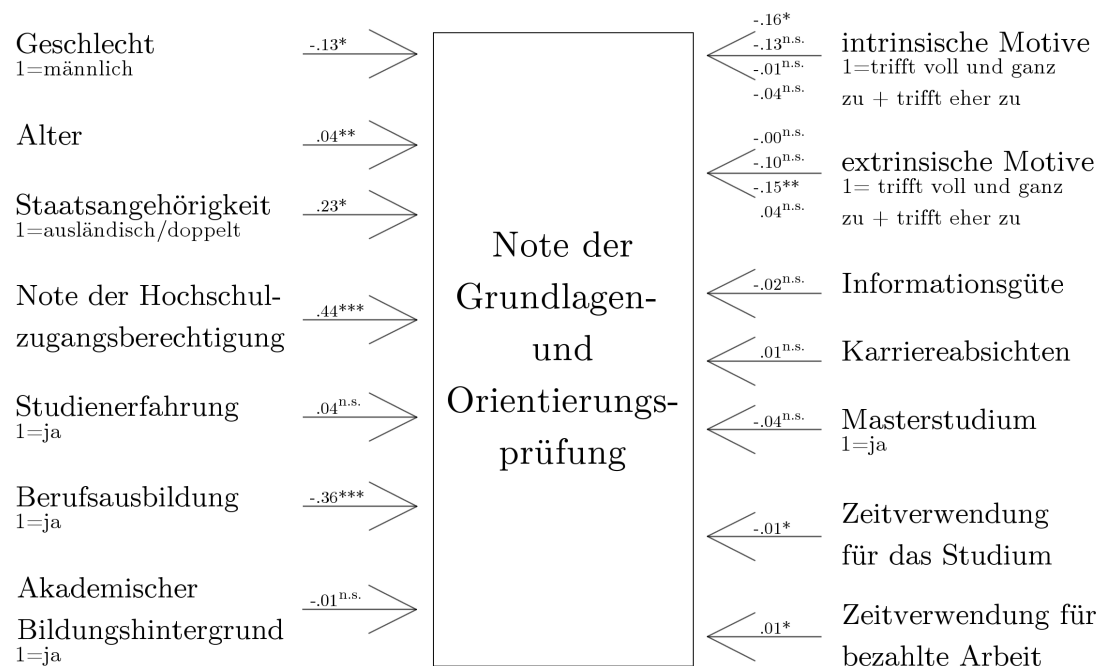 Geschlecht
1=männlich
-.13*
Alter
.04**
Staatsangehörigkeit
1=ausländisch/doppelt
.23*
Note der Hochschul-
zugangsberechtigung
.44***
Studienerfahrung
1=ja
.04n.s.
Berufsausbildung
1=ja
-.36***
Akademischer
Bildungshintergrund
1=ja
-.01n.s.
Note der
Grundlagen-
und
Orientierungs-
prüfung
-.16*
-.13n.s.
-.01n.s.
-.04n.s.
intrinsische Motive
1=trifft voll und ganz
zu + trifft eher zu
-.00n.s.
-.10n.s.
-.15**
.04n.s.
extrinsische Motive
1= trifft voll und ganz
zu + trifft eher zu
-.02n.s.
Informationsgüte
.01n.s.
Karriereabsichten
-.04n.s.
Masterstudium
1=ja
-.01*
Zeitverwendung
für das Studium
.01*
Zeitverwendung für
bezahlte Arbeit